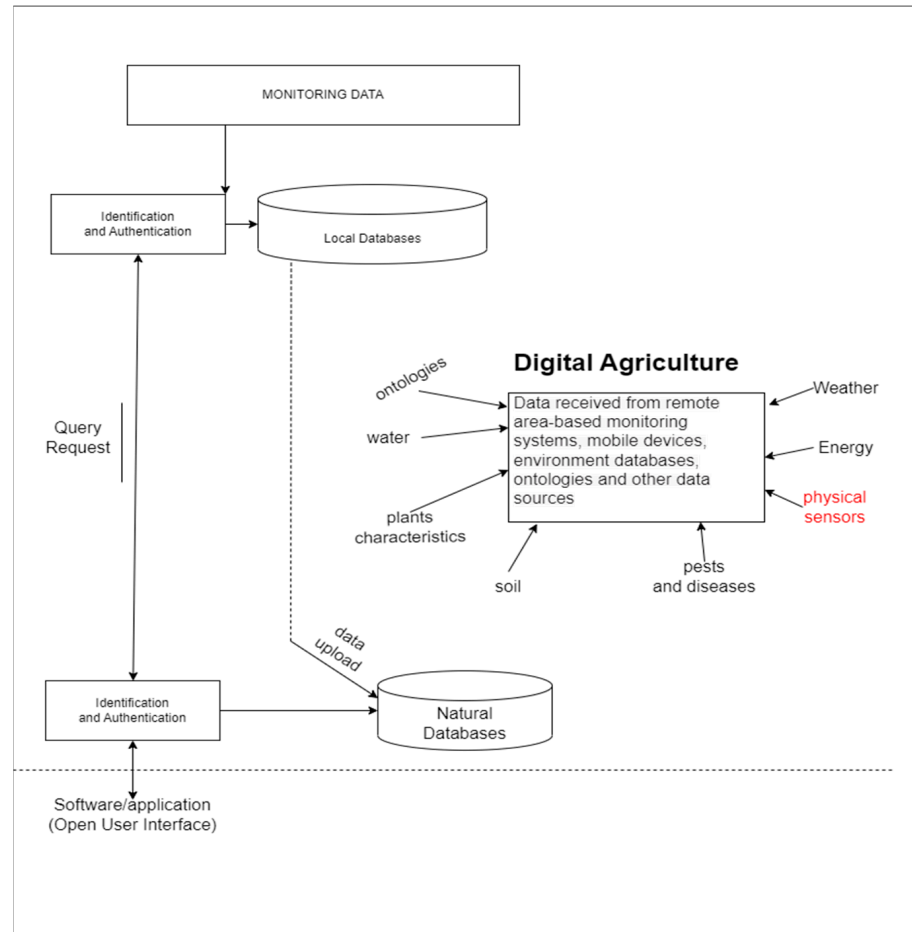 MONITORING DATA
Identification
and Authentication
Local Databases
Digital Agriculture
ontologies
water
plants
characteristics
soil
Data received from remote
area-based monitoring
systems, mobile devices,
environment databases,
ontologies and other data
sources
Weather
Energy
physical
sensors
pests
and diseases
Query
Request
data
upload
Identification
and Authentication
Natural
Databases
Software/application
(Open User Interface)